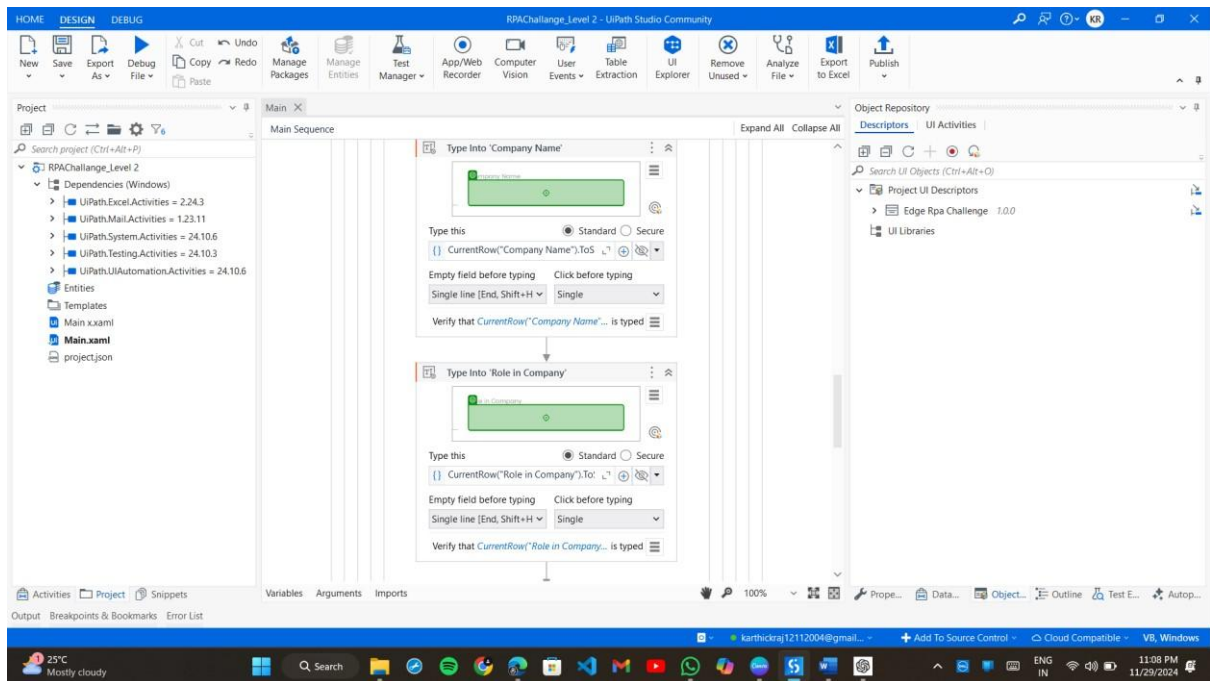 HOME DESIGN DEBUG
RPAChallange_Level 2 - UiPath Studio Community
KR
New
Save
Export As
Debug File
Cut
Copy
Paste
Undo
Redo
Manage Packages
Manage Entities
Test Manager
App/Web Recorder
Computer Vision
User Events
Table Extraction
UI Explorer
Remove Unused
Analyze File
Export to Excel
Publish
Project
Search project (Ctrl+Alt+P)
RPAChallange_Level 2
Dependencies (Windows)
UiPath.Excel.Activities = 2.24.3
UiPath.Mail.Activities = 1.23.11
UiPath.System.Activities = 24.10.6
UiPath.Testing.Activities = 24.10.3
UiPath.UIAutomation.Activities = 24.10.6
Entities
Templates
Main x.xaml
Main.xaml
project.json
Main
Main Sequence
Expand All Collapse All
Type Into 'Company Name'
Type this
Standard Secure
CurrentRow("Company Name").ToS
Empty field before typing Click before typing
Single line [End, Shift+H Single
Verify that CurrentRow("Company Name"... is typed
Type Into 'Role in Company'
Type this
Standard Secure
CurrentRow("Role in Company").To
Empty field before typing Click before typing
Single line [End, Shift+H Single
Verify that CurrentRow("Role in Company... is typed
Object Repository
Descriptors UI Activities
Search UI Objects (Ctrl+Alt+O)
Project UI Descriptors
Edge Rpa Challenge 1.0.0
UI Libraries
Activities Project Snippets
Variables Arguments Imports
100%
Prope... Data... Object... Outline Test E... Autop...
Output Breakpoints & Bookmarks Error List
karthickraj12112004@gmail... Add To Source Control Cloud Compatible VB, Windows
1
25°C
Mostly cloudy
Search
ENG
IN
11:08 PM
11/29/2024